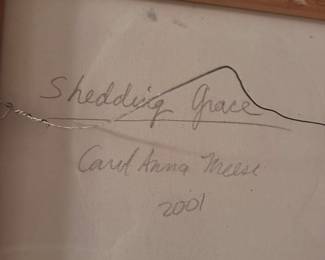 Shedding Grace
Carol Anna Meese
2001